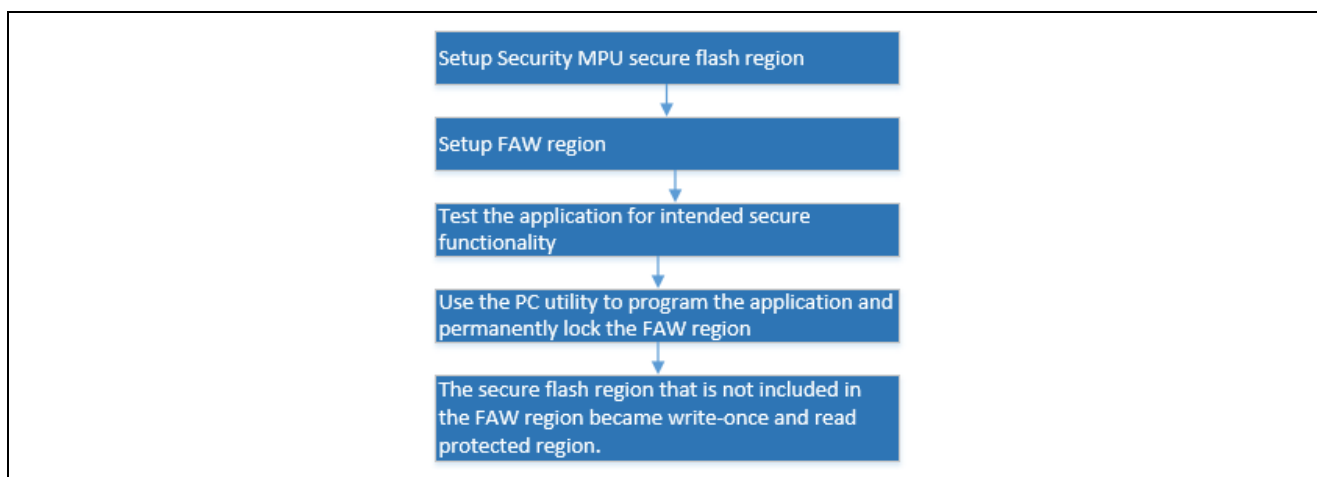 Setup Security MPU secure flash region
Setup FAW region
Test the application for intended secure
functionality
Use the PC utility to program the application and
permanently lock the FAW region
The secure flash region that is not included in
the FAW region became write-once and read
protected region.